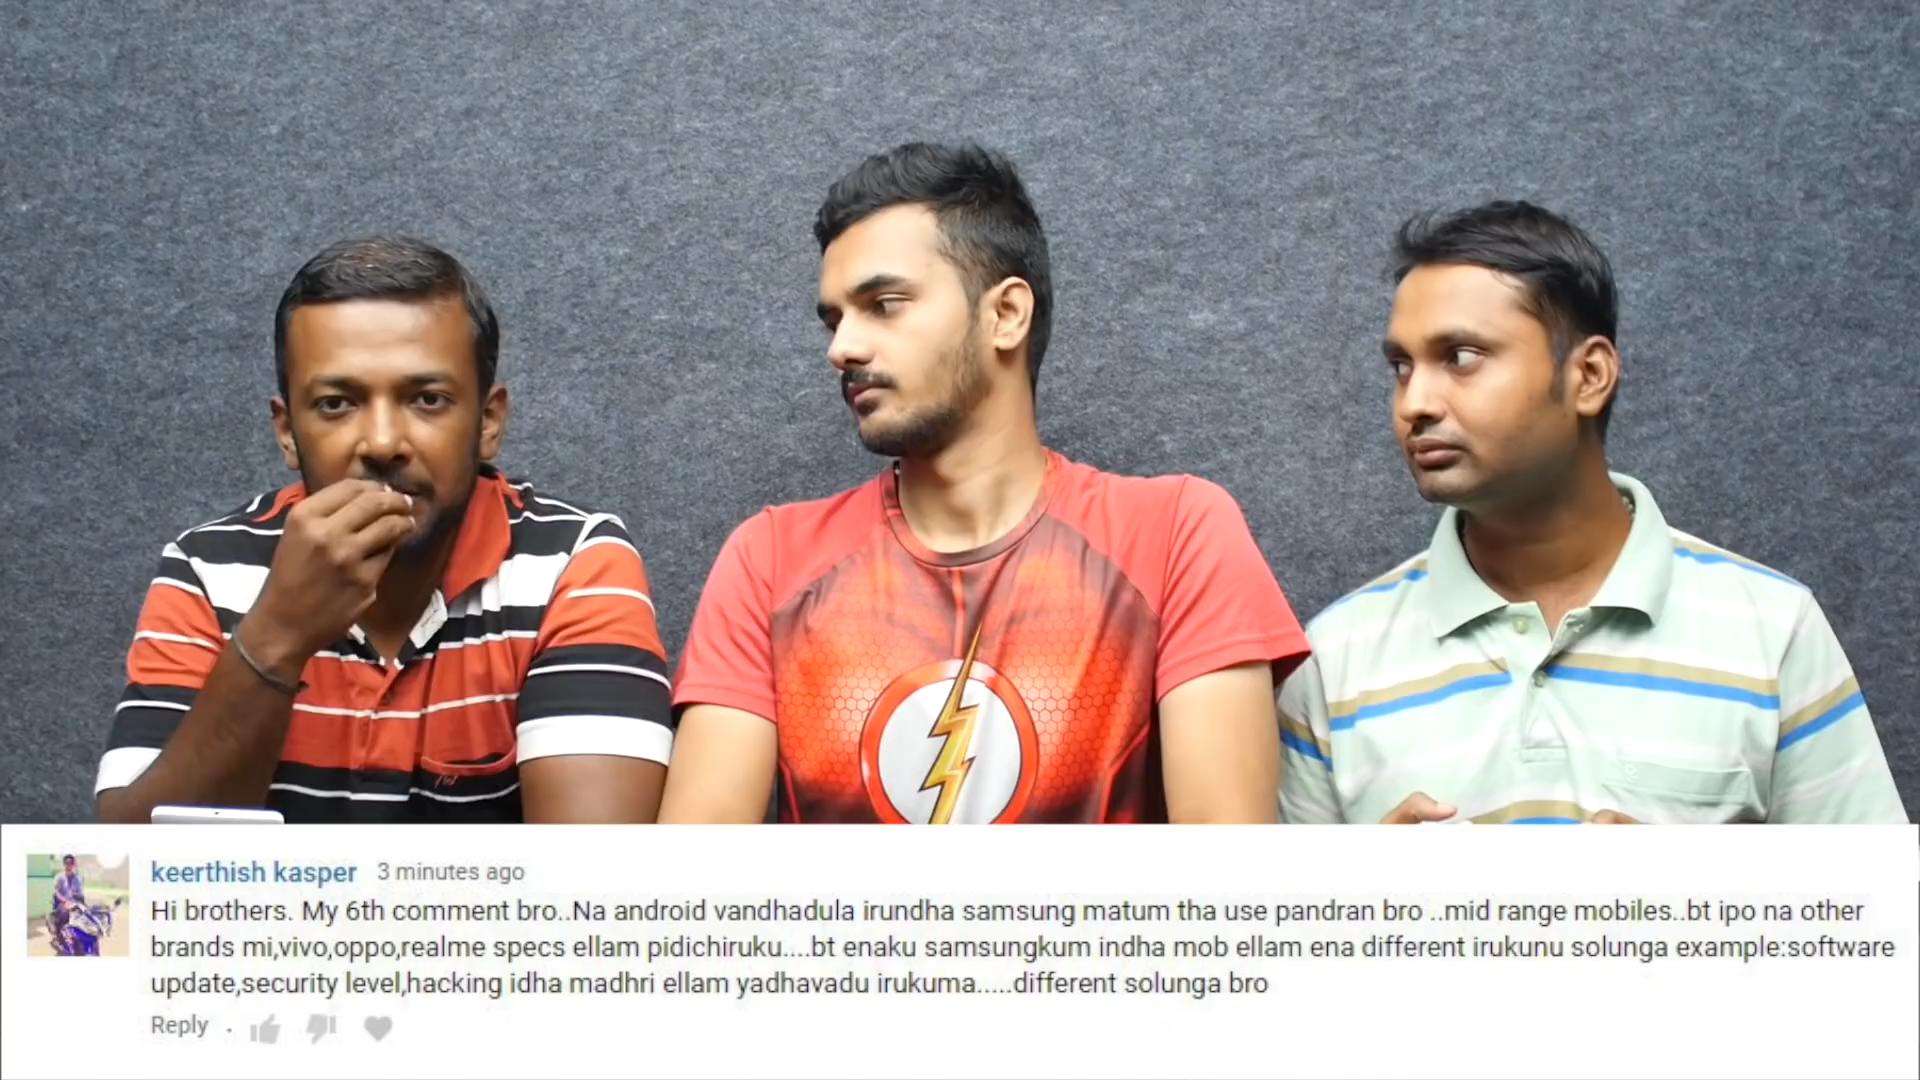 keerthish kasper 3 minutes ago
Hi brothers. My 6th comment bro..Na android vandhadula irundha samsung matum tha use pandran bro ..mid range mobiles..bt ipo na other
brands mi,vivo,oppo,realme specs ellam pidichiruku....bt enaku samsungkum indha mob ellam ena different irukunu solunga example:software
update,security level,hacking idha madhri ellam yadhavadu irukuma.....different solunga bro
Reply .